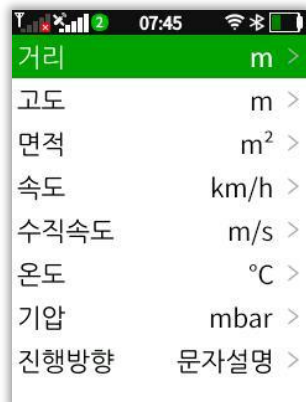 2 07:45
거리 m >
고도 m >
면적 m² >
속도 km/h >
수직속도 m/s >
온도 °C >
기압 mbar >
진행방향 문자설명 >